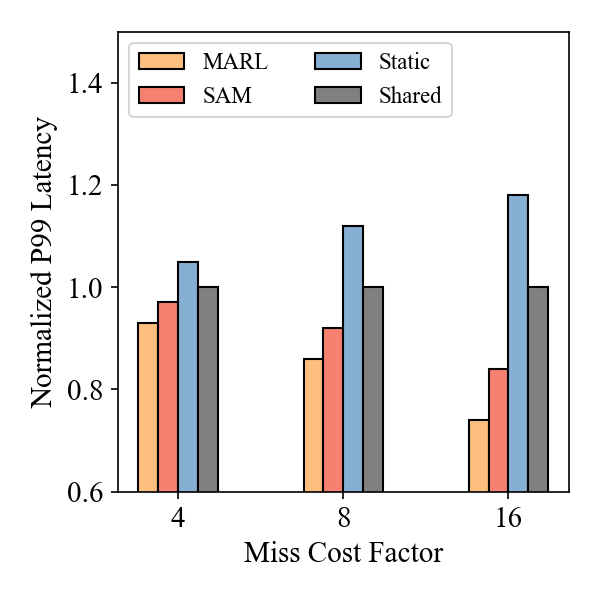 MARL Static
SAM Shared
1.4
1.2
1.0
0.8
0.6
Normalized P99 Latency
4 8 16
Miss Cost Factor